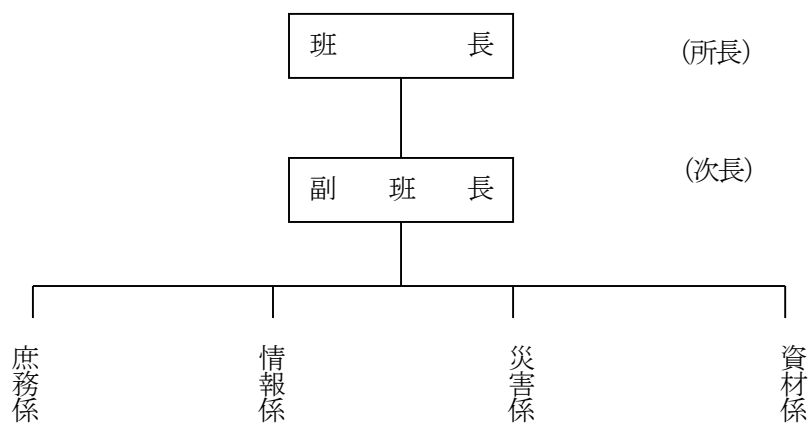 班　　　長
(所長)
副　班　長
(次長)
庶務係
情報係
災害係
資材係